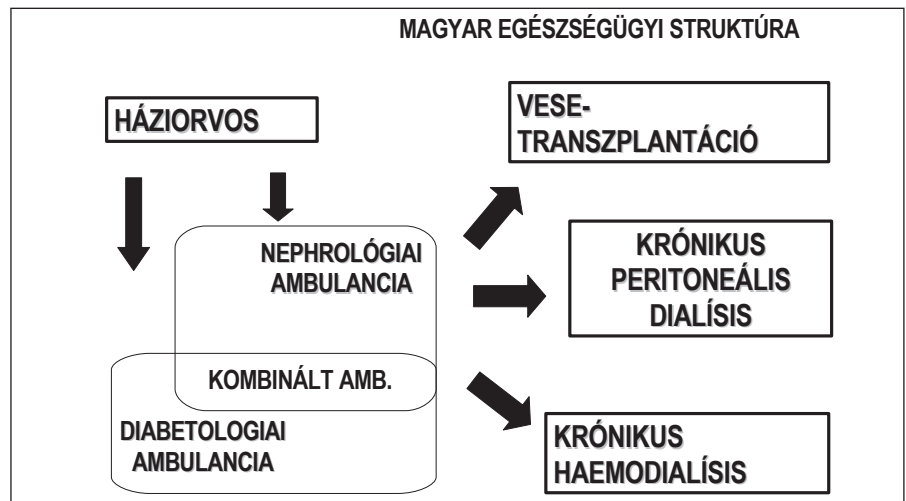 MAGYAR EGÉSZSÉGÜGYI STRUKTÚRA
HÁZIORVOS
VESE-
TRANSZPLANTÁCIÓ
NEPHROLÓGIAI
AMBULANCIA
KRÓNIKUS
PERITONEÁLIS
DIALÍSIS
KOMBINÁLT AMB.
DIABETOLOGIAI
AMBULANCIA
KRÓNIKUS
HAEMODIALÍSIS